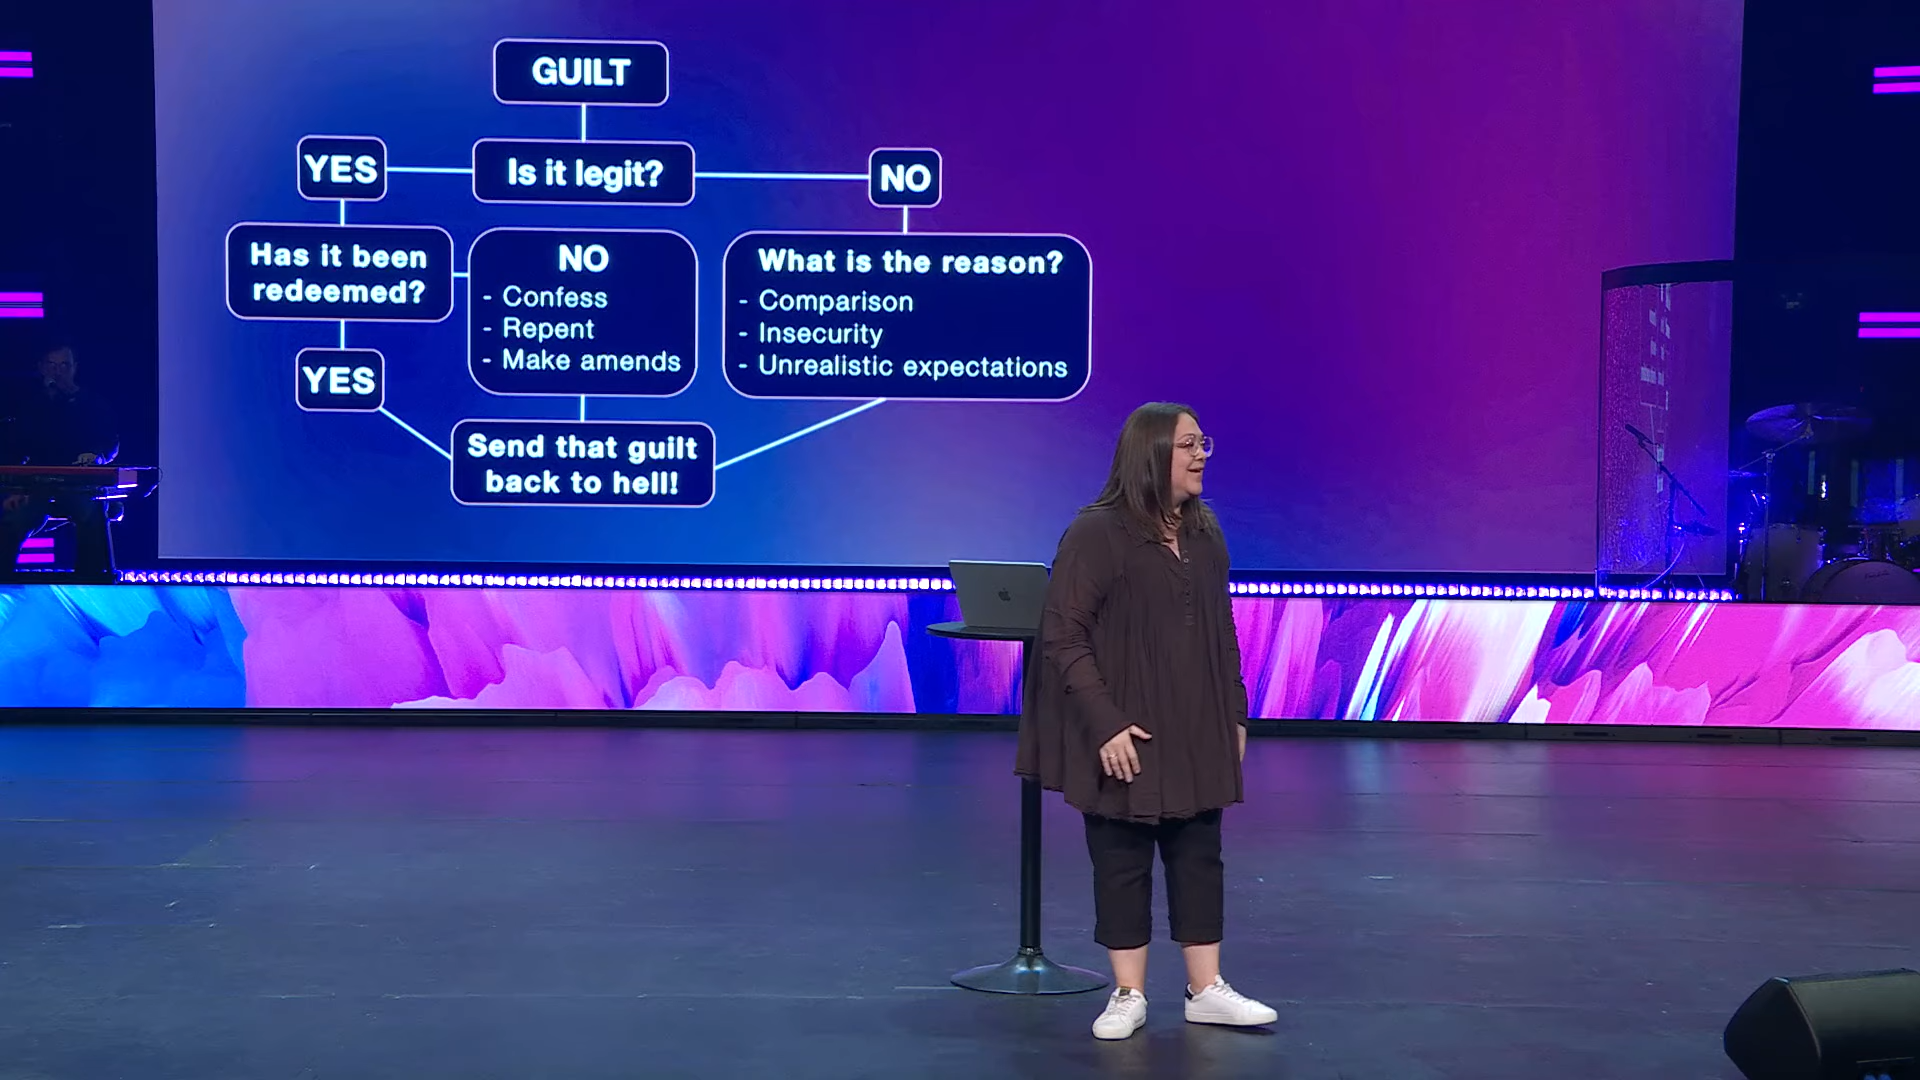 GUILT
YES
Is it legit?
NO
Has it been
redeemed?
NO
- Confess
- Repent
- Make amends
What is the reason?
- Comparison
- Insecurity
- Unrealistic expectations
YES
Send that guilt
back to hell!